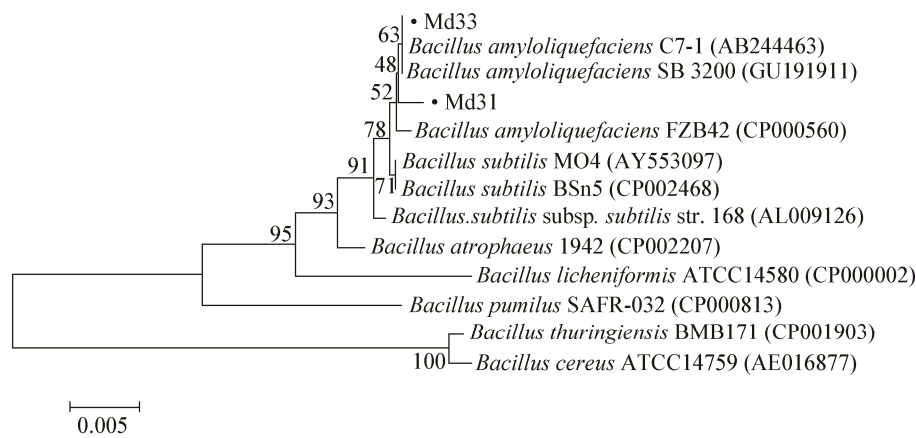 • Md33
63
Bacillus amyloliquefaciens C7-1 (AB244463)
48
Bacillus amyloliquefaciens SB 3200 (GU191911)
52
• Md31
78
Bacillus amyloliquefaciens FZB42 (CP000560)
91
Bacillus subtilis MO4 (AY553097)
71
Bacillus subtilis BSn5 (CP002468)
93
Bacillus.subtilis subsp. subtilis str. 168 (AL009126)
95
Bacillus atrophaeus 1942 (CP002207)
Bacillus licheniformis ATCC14580 (CP000002)
Bacillus pumilus SAFR-032 (CP000813)
Bacillus thuringiensis BMB171 (CP001903)
100
Bacillus cereus ATCC14759 (AE016877)
0.005